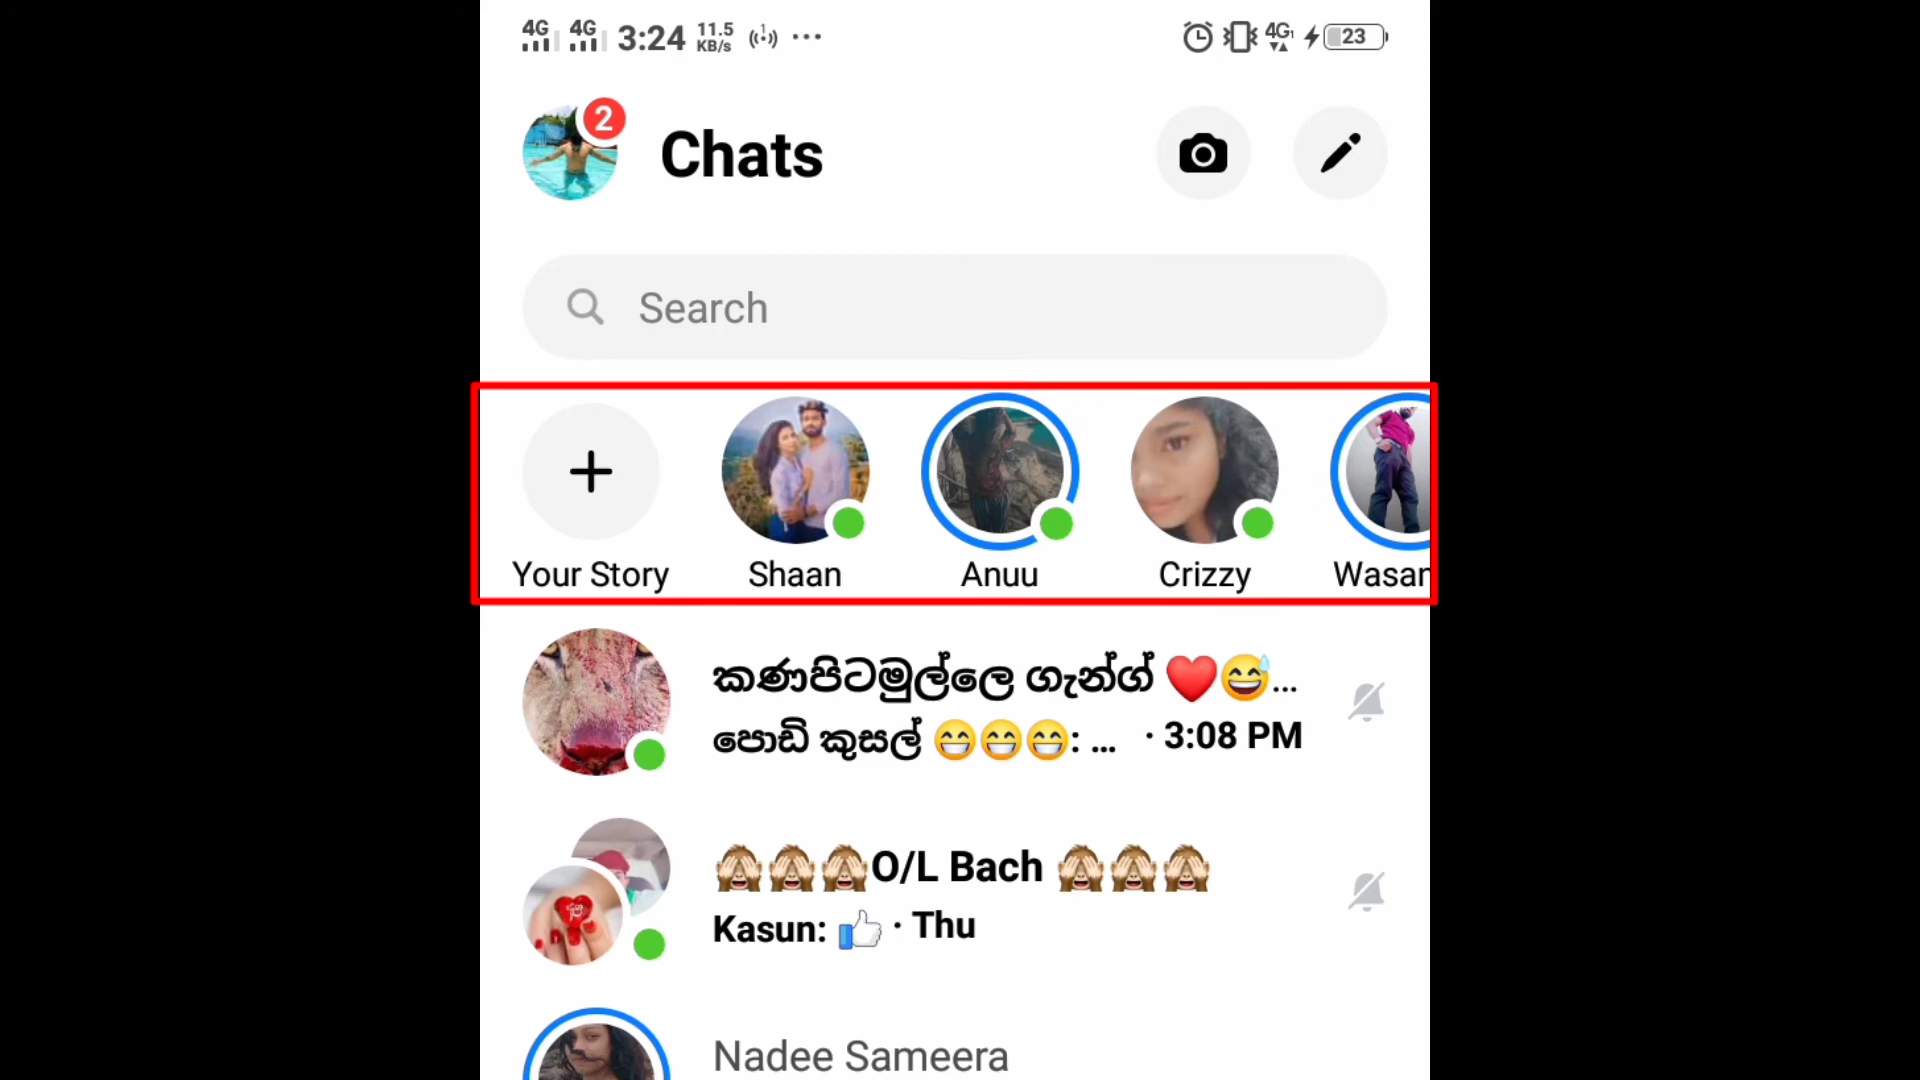 4G 4G 3:24 11.5 KB/s 4G 23
2
Chats
Search
Your Story Shaan Anuu Crizzy Wasan
කණපිටමුල්ලෙ ගැන්ග් ❤️😅...
පොඩි කුසල් 😁😁😁: ... · 3:08 PM
🙈🙈🙈O/L Bach 🙈🙈🙈
Kasun: 👍 · Thu
Nadee Sameera